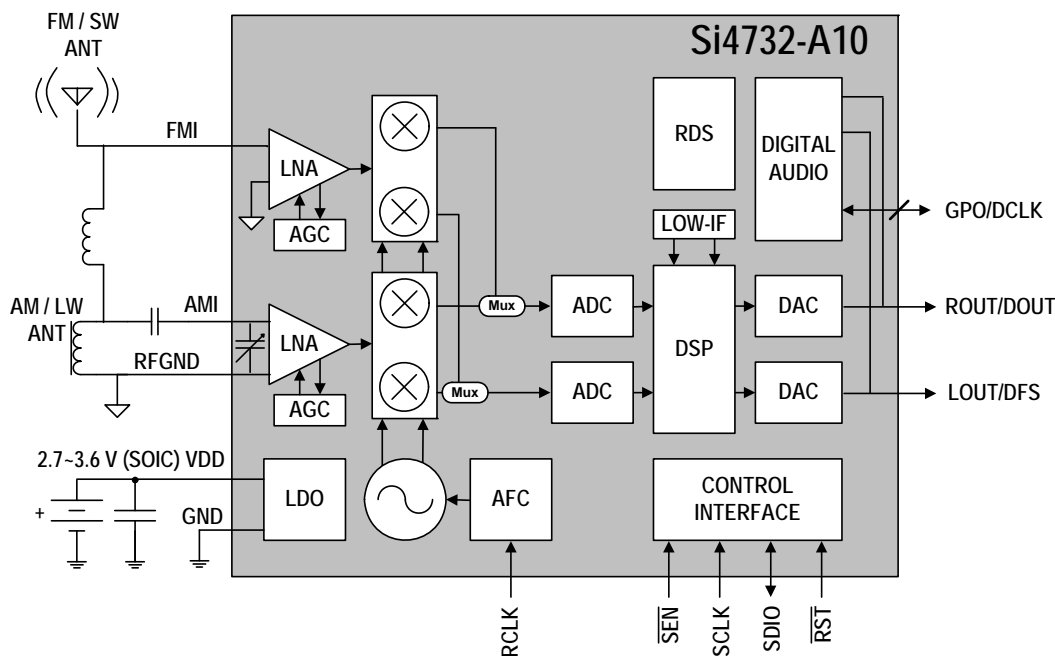 FM / SW
ANT
Si4732-A10
FMI
LNA
AGC
RDS
DIGITAL
AUDIO
LOW-IF
GPO/DCLK
AM / LW
ANT
AMI
RFGND
LNA
AGC
Mux
Mux
ADC
ADC
DSP
DAC
DAC
ROUT/DOUT
LOUT/DFS
2.7~3.6 V (SOIC) VDD
+
GND
LDO
AFC
CONTROL
INTERFACE
RCLK
SEN
SCLK
SDIO
RST